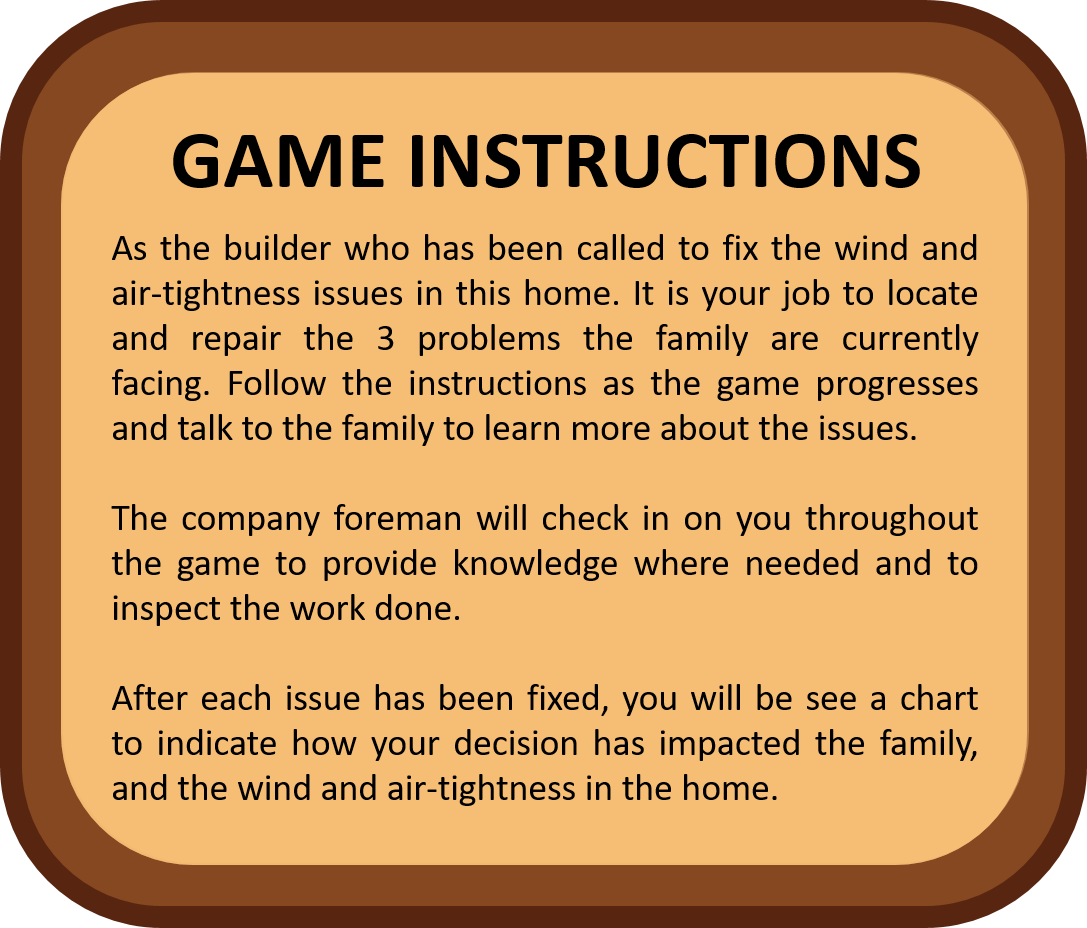 GAME INSTRUCTIONS
As the builder who has been called to fix the wind and
air-tightness issues in this home. It is your job to locate
and repair the 3 problems the family are currently
facing. Follow the instructions as the game progresses
and talk to the family to learn more about the issues.
The company foreman will check in on you throughout
the game to provide knowledge where needed and to
inspect the work done.
After each issue has been fixed, you will be see a chart
to indicate how your decision has impacted the family,
and the wind and air-tightness in the home.